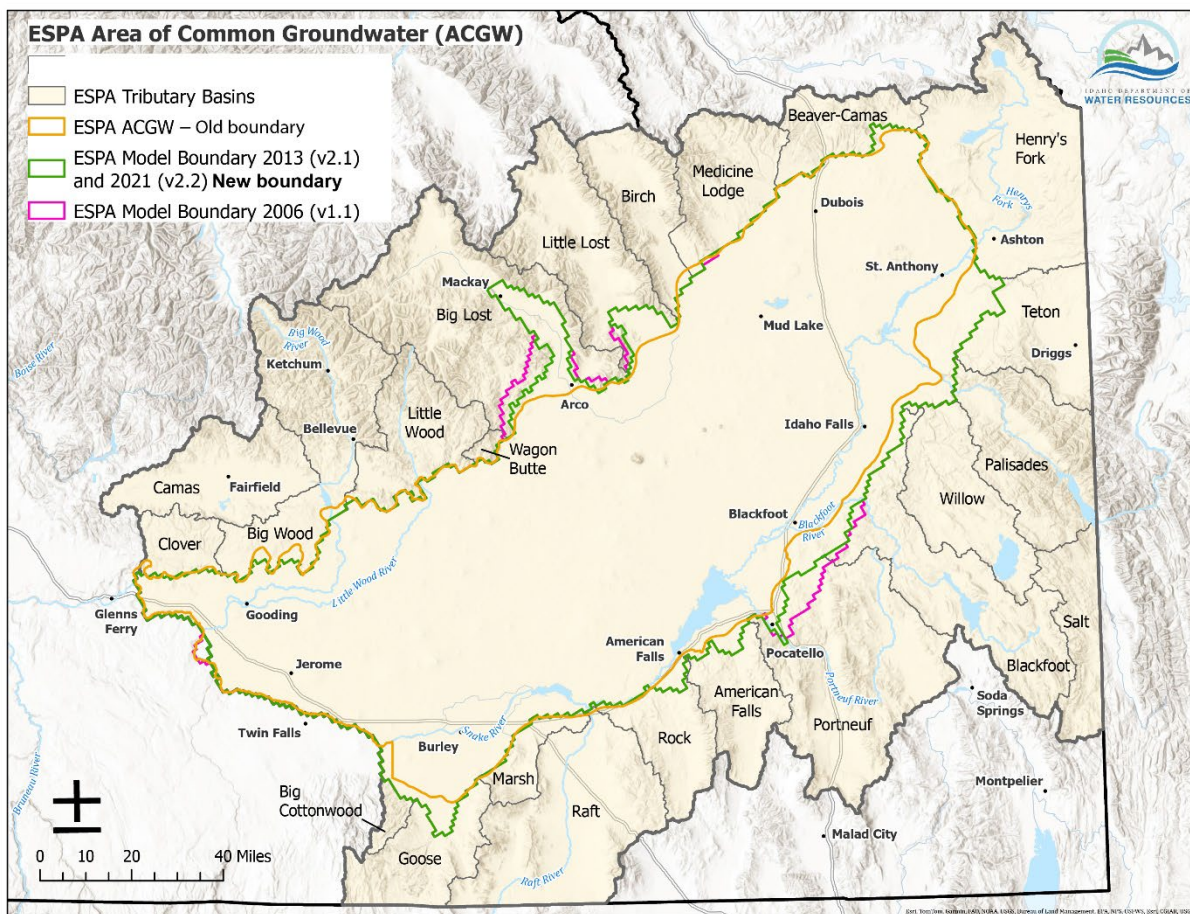 ESPA Area of Common Groundwater (ACGW)
ESPA Tributary Basins
ESPA ACGW – Old boundary
ESPA Model Boundary 2013 (v2.1)
and 2021 (v2.2) New boundary
ESPA Model Boundary 2006 (v1.1)
IDAHO DEPARTMENT OF
WATER RESOURCES
Beaver-Camas
Henry's
Fork
Medicine
Lodge
Birch
Henrys
Fork
Dubois
Little Lost
Ashton
St. Anthony
Mackay
Big Lost
Mud Lake
Teton
Big Wood
River
Boise River
Driggs
Ketchum
Arco
Little
Wood
Idaho Falls
Bellevue
Wagon
Butte
Palisades
Camas
Fairfield
Willow
Big Wood
Blackfoot
Blackfoot
River
Clover
Little Wood River
Glenns
Ferry
Gooding
Salt
American
Falls
Pocatello
Jerome
Blackfoot
American
Falls
Portneuf River
Soda
Springs
Portneuf
Twin Falls
Snake River
Rock
Burley
Bruneau River
Marsh
Montpelier
Big
Cottonwood
Raft
Malad City
Goose
Raft River
0 10 20 40 Miles